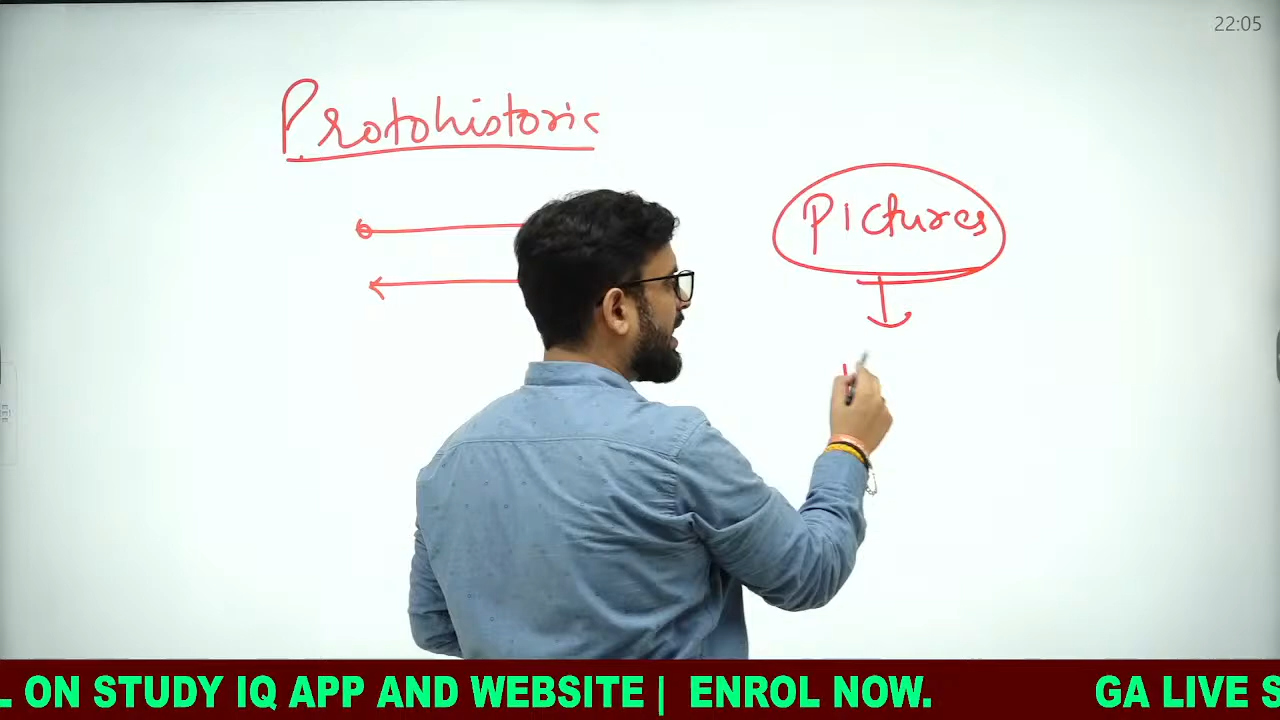 22:05
Protohistoric
Pictures
L ON STUDY IQ APP AND WEBSITE | ENROL NOW. GA LIVE S